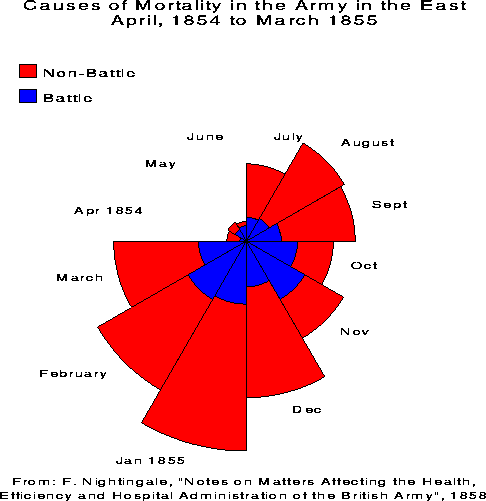 Causes of Mortality in the Army in the East
April, 1854 to March 1855
Non-Battle
Battle
June
July
August
May
Sept
Apr 1854
Oct
March
Nov
February
Dec
Jan 1855
From: F. Nightingale, "Notes on Matters Affecting the Health,
Efficiency and Hospital Administration of the British Army", 1858